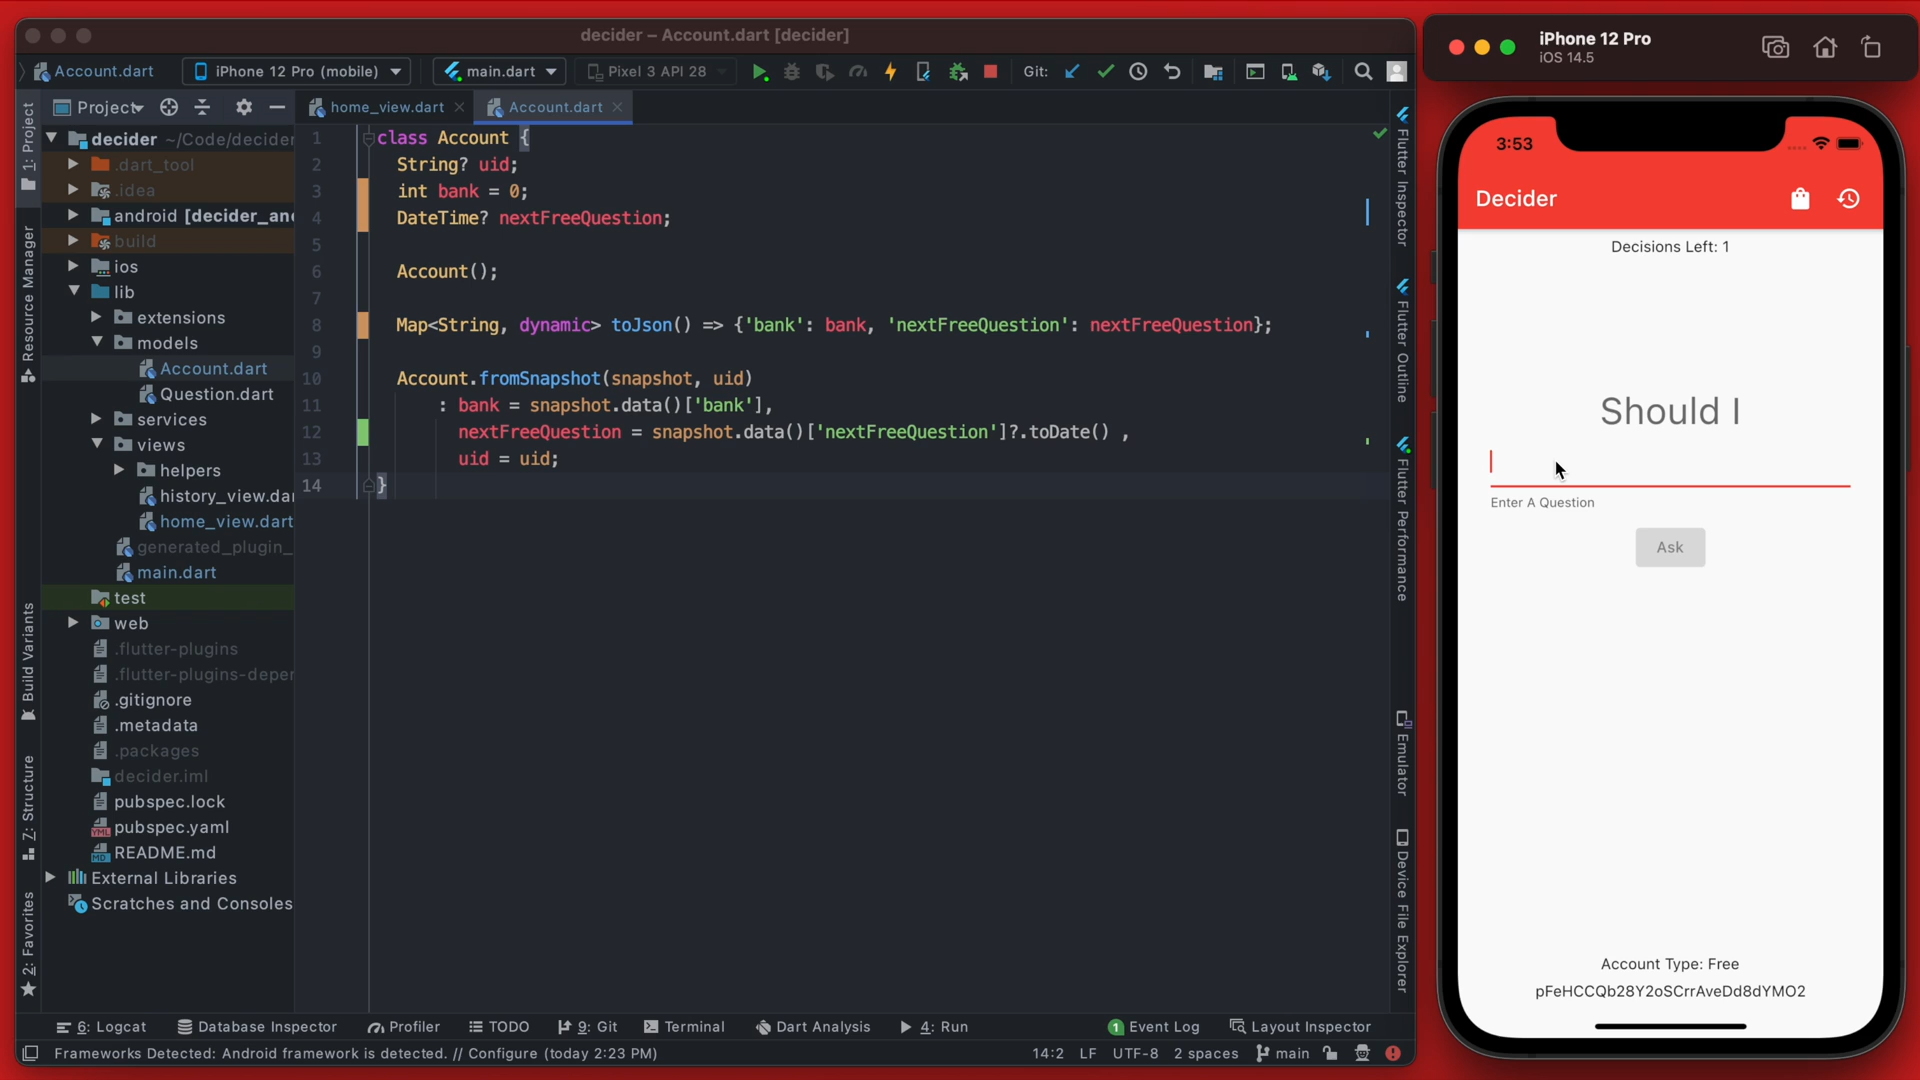 decider – Account.dart [decider]
Account.dart
iPhone 12 Pro (mobile)
main.dart
Pixel 3 API 28
Git:
Project
home_view.dart
Account.dart
1: Project
Resource Manager
Build Variants
Z: Structure
2: Favorites
decider ~/Code/decider
.dart_tool
.idea
android [decider_and
build
ios
lib
extensions
models
Account.dart
Question.dart
services
views
helpers
history_view.dar
home_view.dart
generated_plugin_
main.dart
test
web
.flutter-plugins
.flutter-plugins-deper
.gitignore
.metadata
.packages
decider.iml
pubspec.lock
pubspec.yaml
README.md
External Libraries
Scratches and Consoles
1 class Account {
2 String? uid;
3 int bank = 0;
4 DateTime? nextFreeQuestion;
5
6 Account();
7
8 Map<String, dynamic> toJson() => {'bank': bank, 'nextFreeQuestion': nextFreeQuestion};
9
10 Account.fromSnapshot(snapshot, uid)
11 : bank = snapshot.data()['bank'],
12 nextFreeQuestion = snapshot.data()['nextFreeQuestion']?.toDate() ,
13 uid = uid;
14 }
Flutter Inspector
Flutter Outline
Flutter Performance
Emulator
Device File Explorer
6: Logcat
Database Inspector
Profiler
TODO
9: Git
Terminal
Dart Analysis
4: Run
1 Event Log
Layout Inspector
Frameworks Detected: Android framework is detected. // Configure (today 2:23 PM)
14:2 LF UTF-8 2 spaces main
iPhone 12 Pro
iOS 14.5
3:53
Decider
Decisions Left: 1
Should I
Enter A Question
Ask
Account Type: Free
pFeHCCQb28Y2oSCrrAveDd8dYMO2